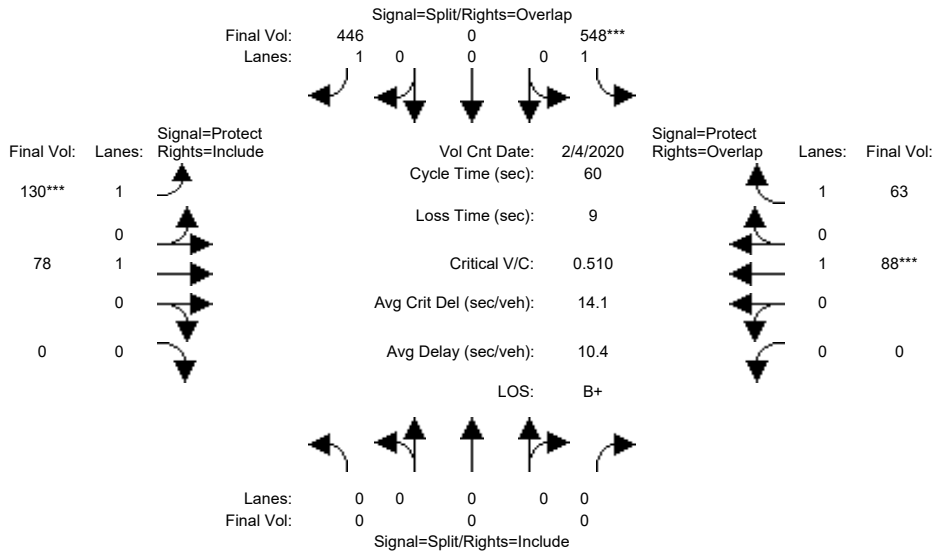 Signal=Split/Rights=Overlap
Final Vol: 446 0 548***
Lanes: 1 0 0 0 1
Signal=Protect Signal=Protect
Final Vol: Lanes: Rights=Include Vol Cnt Date: 2/4/2020 Rights=Overlap Lanes: Final Vol:
Cycle Time (sec): 60
130*** 1 1 63
Loss Time (sec): 9
0 0
78 1 Critical V/C: 0.510 1 88***
0 Avg Crit Del (sec/veh): 14.1 0
0 0 Avg Delay (sec/veh): 10.4 0 0
LOS: B+
Lanes: 0 0 0 0 0
Final Vol: 0 0 0
Signal=Split/Rights=Include